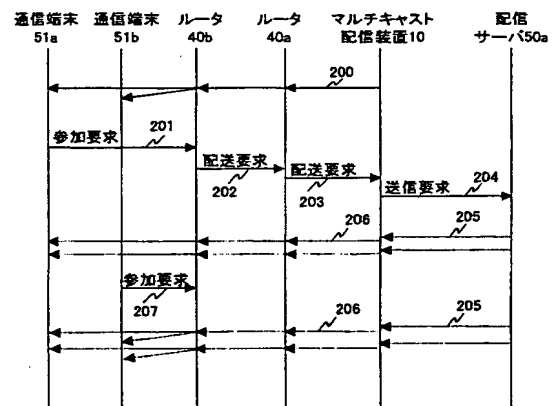 通信端末 通信端末 ルータ ルータ マルチキャスト 配信
51a 51b 40b 40a 配信装置10 サーバ50a
200
参加要求 201
配送要求 配送要求
202 203 送信要求 204
206 205
参加要求
207 206 205